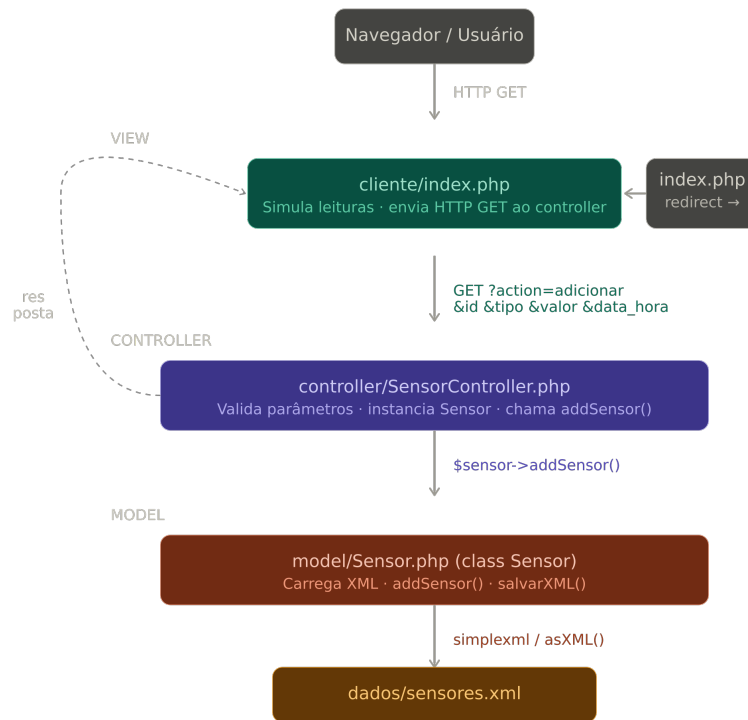 Navegador / Usuário
HTTP GET
VIEW
cliente/index.php
Simula leituras · envia HTTP GET ao controller
index.php
redirect →
GET ?action=adicionar
&id &tipo &valor &data_hora
res
posta
CONTROLLER
controller/SensorController.php
Valida parâmetros · instancia Sensor · chama addSensor()
$sensor->addSensor()
MODEL
model/Sensor.php (class Sensor)
Carrega XML · addSensor() · salvarXML()
simplexml / asXML()
dados/sensores.xml